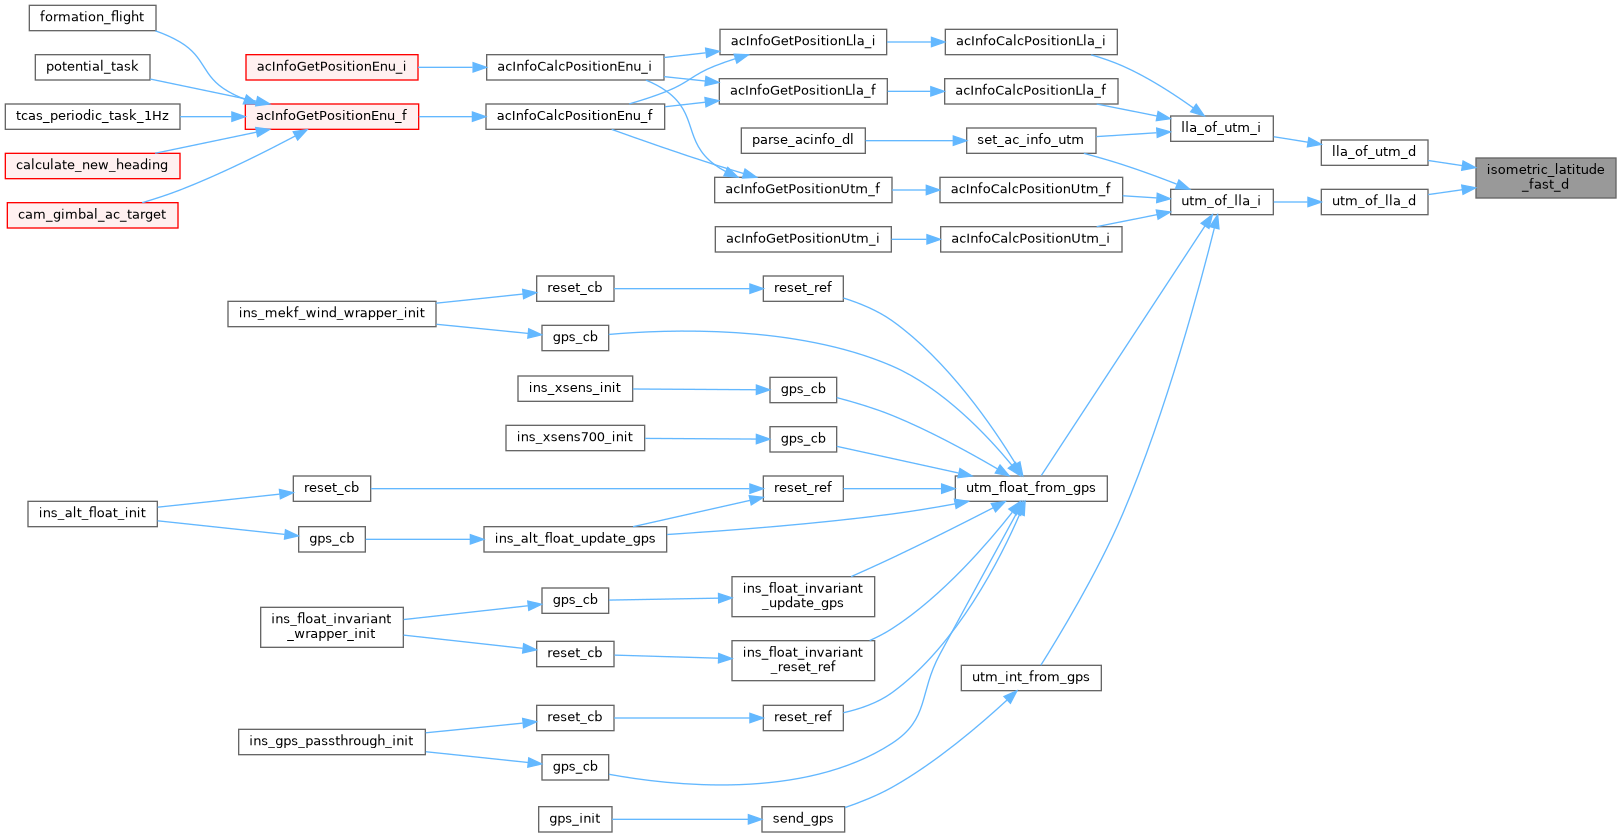 formation_flight
potential_task
tcas_periodic_task_1Hz
calculate_new_heading
cam_gimbal_ac_target
acInfoGetPositionEnu_i
acInfoGetPositionEnu_f
acInfoCalcPositionEnu_i
acInfoCalcPositionEnu_f
acInfoGetPositionLla_i
acInfoGetPositionLla_f
parse_acinfo_dl
acInfoGetPositionUtm_f
acInfoGetPositionUtm_i
acInfoCalcPositionLla_i
acInfoCalcPositionLla_f
set_ac_info_utm
acInfoCalcPositionUtm_f
acInfoCalcPositionUtm_i
lla_of_utm_i
utm_of_lla_i
lla_of_utm_d
utm_of_lla_d
isometric_latitude
_fast_d
ins_mekf_wind_wrapper_init
reset_cb
gps_cb
reset_ref
ins_xsens_init
gps_cb
ins_xsens700_init
gps_cb
ins_alt_float_init
reset_cb
gps_cb
reset_ref
ins_alt_float_update_gps
utm_float_from_gps
ins_float_invariant
_wrapper_init
gps_cb
reset_cb
ins_float_invariant
_update_gps
ins_float_invariant
_reset_ref
utm_int_from_gps
ins_gps_passthrough_init
reset_cb
gps_cb
reset_ref
gps_init
send_gps